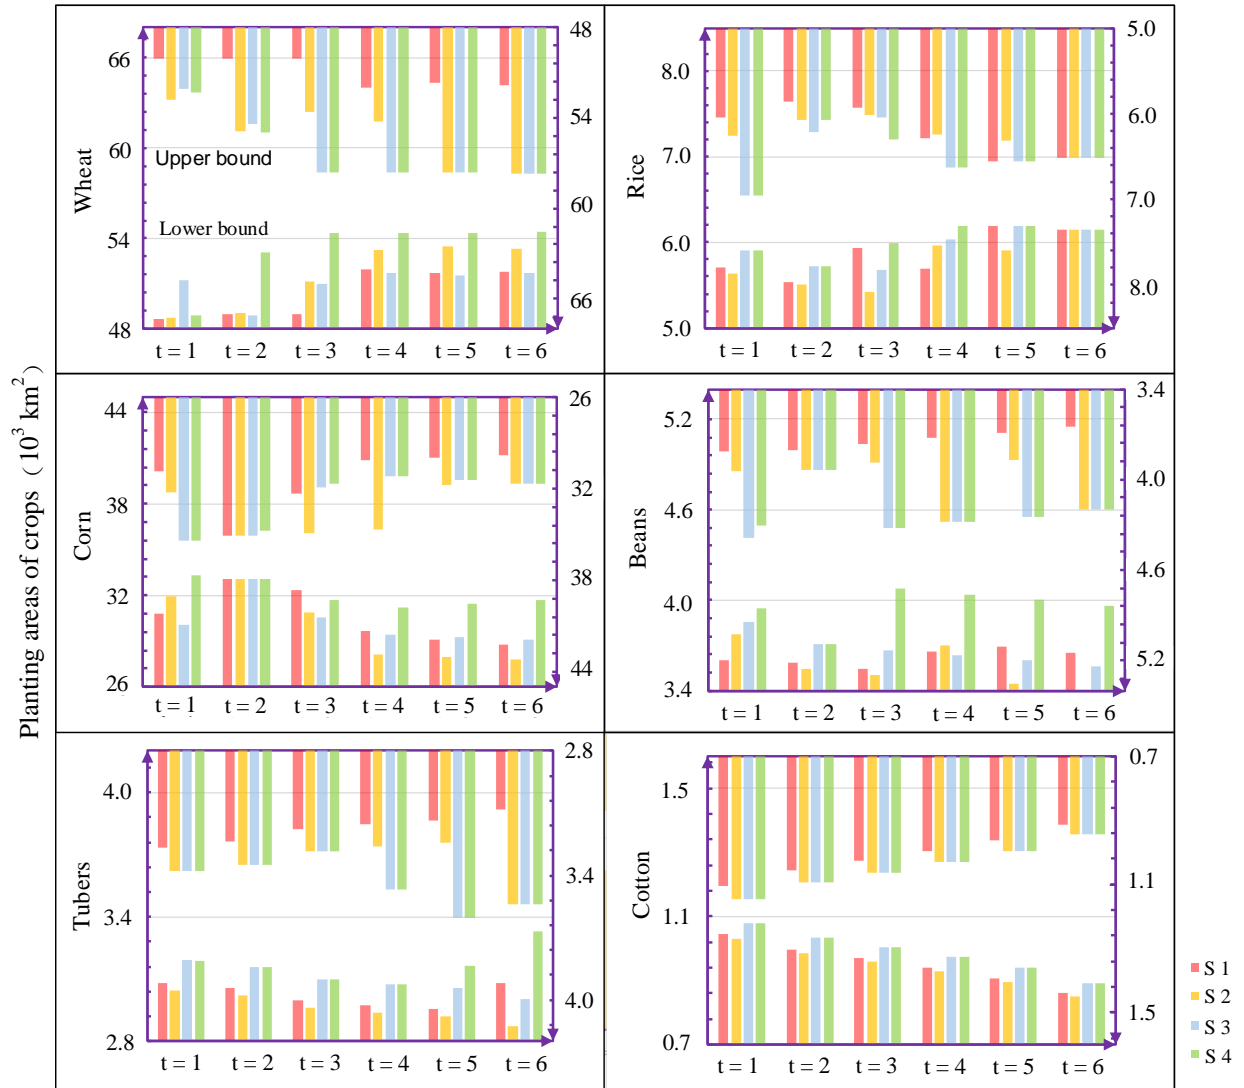 Planting areas of crops (10³ km²)
Wheat
66
60
54
48
Upper bound
Lower bound
48
54
60
66
t = 1 t = 2 t = 3 t = 4 t = 5 t = 6
Rice
8.0
7.0
6.0
5.0
5.0
6.0
7.0
8.0
t = 1 t = 2 t = 3 t = 4 t = 5 t = 6
Corn
44
38
32
26
26
32
38
44
t = 1 t = 2 t = 3 t = 4 t = 5 t = 6
Beans
5.2
4.6
4.0
3.4
3.4
4.0
4.6
5.2
t = 1 t = 2 t = 3 t = 4 t = 5 t = 6
Tubers
4.0
3.4
2.8
2.8
3.4
4.0
t = 1 t = 2 t = 3 t = 4 t = 5 t = 6
Cotton
1.5
1.1
0.7
0.7
1.1
1.5
t = 1 t = 2 t = 3 t = 4 t = 5 t = 6
S 1
S 2
S 3
S 4